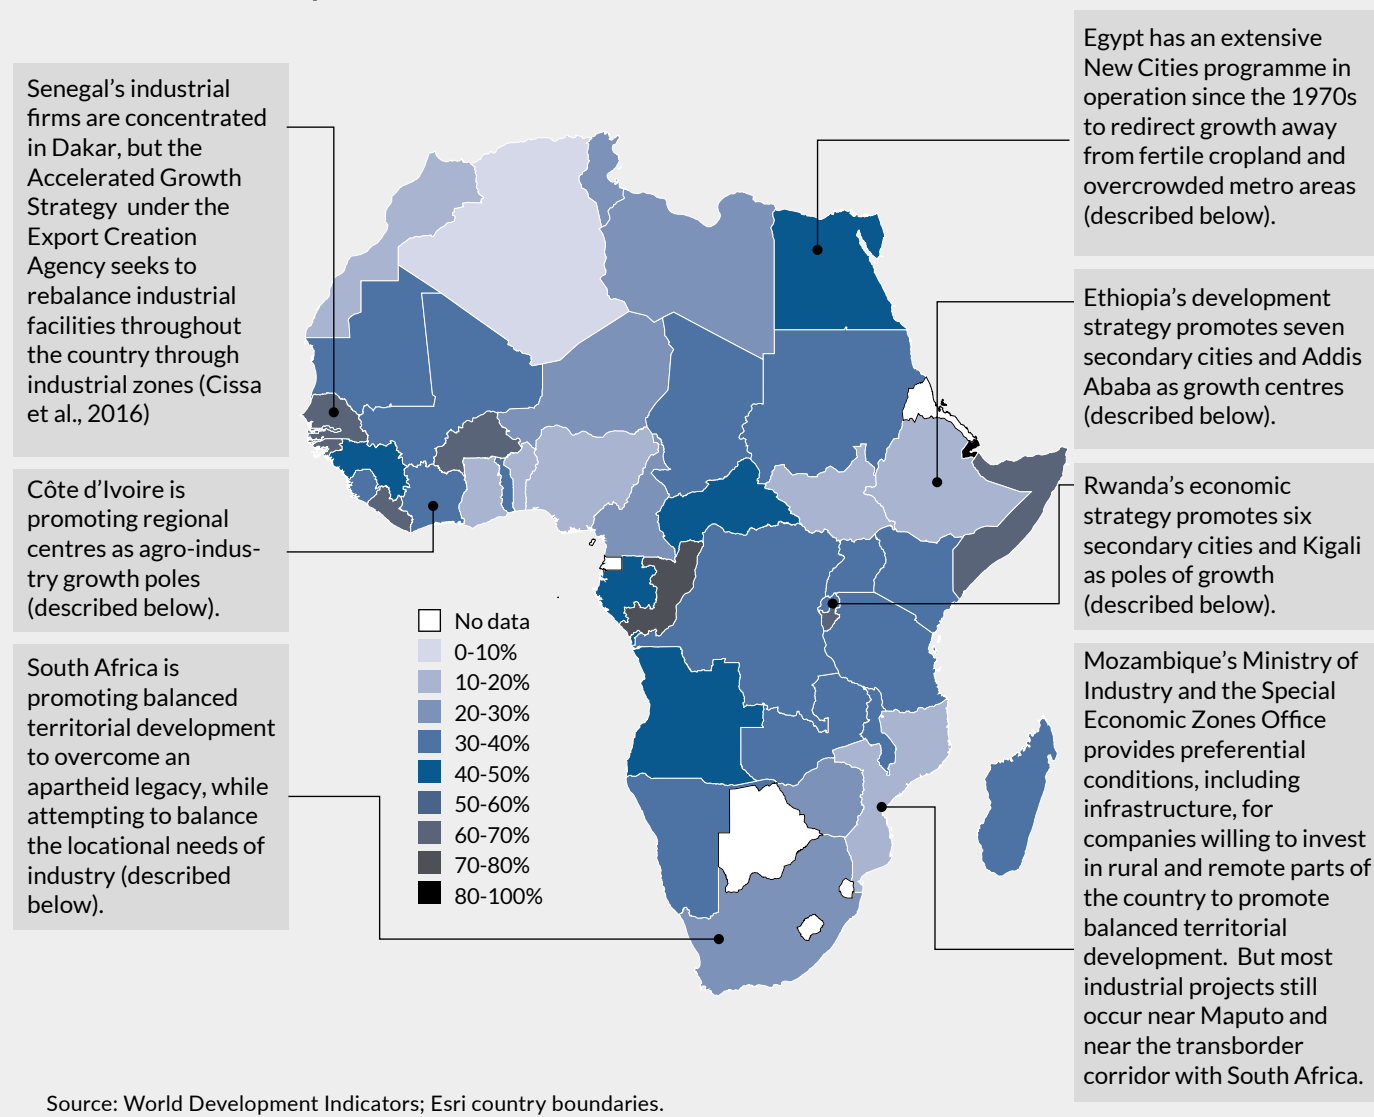 Senegal's industrial
firms are concentrated
in Dakar, but the
Accelerated Growth
Strategy  under the
Export Creation
Agency seeks to
rebalance industrial
facilities throughout
the country through
industrial zones (Cissa
et al., 2016)
Côte d'Ivoire is
promoting regional
centres as agro-indus-
try growth poles
(described below).
South Africa is
promoting balanced
territorial development
to overcome an
apartheid legacy, while
attempting to balance
the locational needs of
industry (described
below).
No data
0-10%
10-20%
20-30%
30-40%
40-50%
50-60%
60-70%
70-80%
80-100%
Egypt has an extensive
New Cities programme in
operation since the 1970s
to redirect growth away
from fertile cropland and
overcrowded metro areas
(described below).
Ethiopia's development
strategy promotes seven
secondary cities and Addis
Ababa as growth centres
(described below).
Rwanda's economic
strategy promotes six
secondary cities and Kigali
as poles of growth
(described below).
Mozambique's Ministry of
Industry and the Special
Economic Zones Office
provides preferential
conditions, including
infrastructure, for
companies willing to invest
in rural and remote parts of
the country to promote
balanced territorial
development.  But most
industrial projects still
occur near Maputo and
near the transborder
corridor with South Africa.
Source: World Development Indicators; Esri country boundaries.